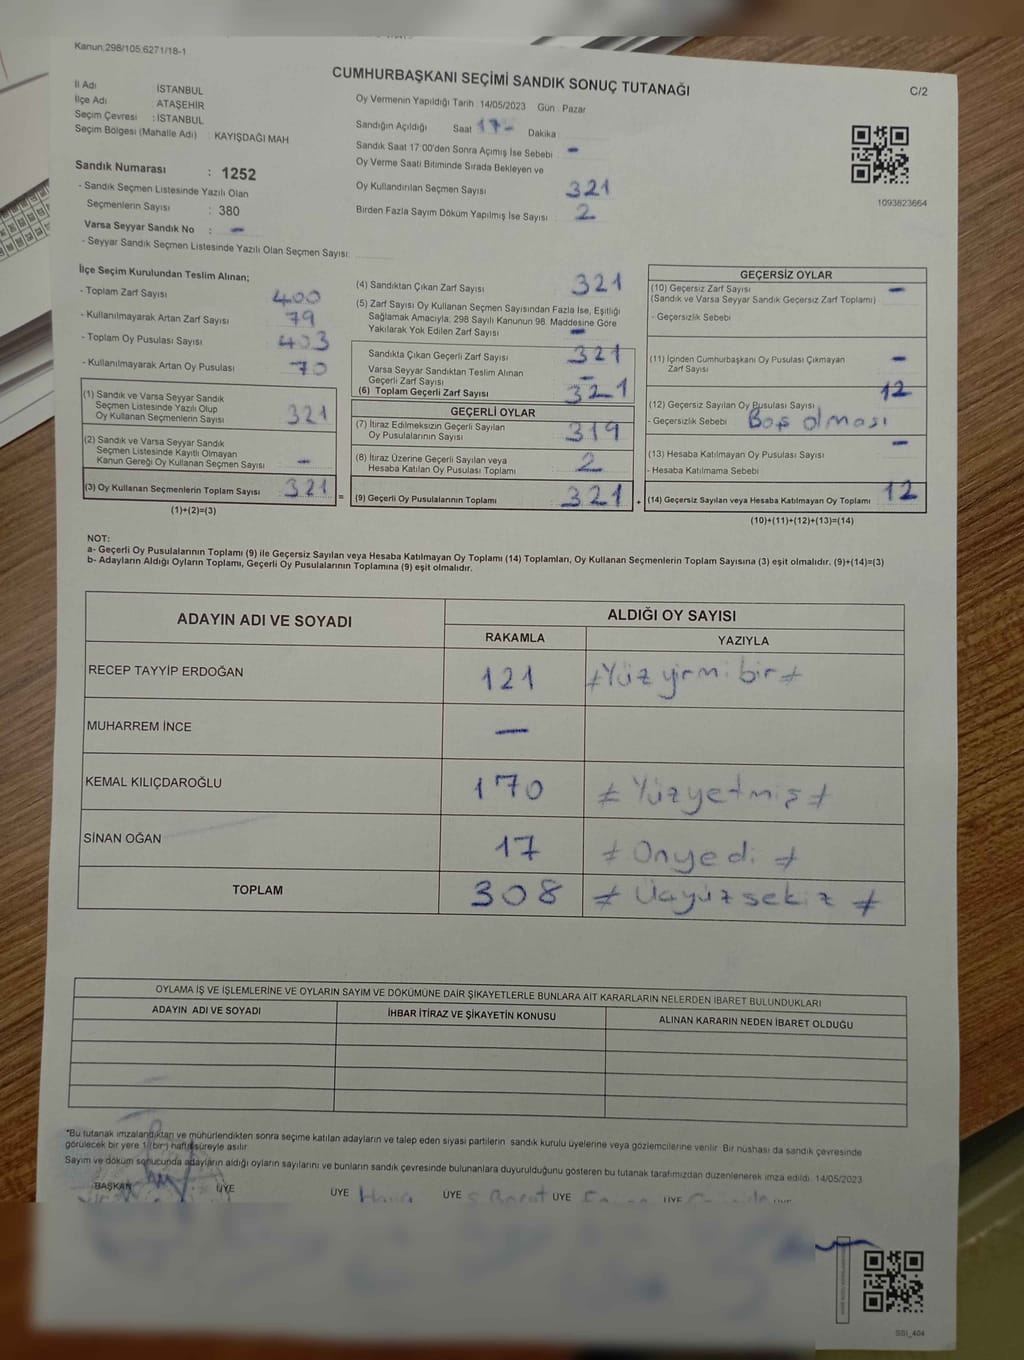 Kanun:298/105,6271/18-1
CUMHURBAŞKANI SEÇİMİ SANDIK SONUÇ TUTANAĞI
C/2
İl Adı İSTANBUL
İlçe Adı ATAŞEHİR
Seçim Çevresi : İSTANBUL
Seçim Bölgesi (Mahalle Adı) : KAYIŞDAĞI MAH
Sandık Numarası : 1252
- Sandık Seçmen Listesinde Yazılı Olan
Seçmenlerin Sayısı : 380
Varsa Seyyar Sandık No : -
- Seyyar Sandık Seçmen Listesinde Yazılı Olan Seçmen Sayısı:
Oy Vermenin Yapıldığı Tarih 14/05/2023 Gün : Pazar
Sandığın Açıldığı Saat 17- Dakika
Sandık Saat 17:00'den Sonra Açımış İse Sebebi -
Oy Verme Saati Bitiminde Sırada Bekleyen ve
Oy Kullandırılan Seçmen Sayısı 321
Birden Fazla Sayım Döküm Yapılmış İse Sayısı 2
1093823664
İlçe Seçim Kurulundan Teslim Alınan;
- Toplam Zarf Sayısı 400
- Kullanılmayarak Artan Zarf Sayısı 79
- Toplam Oy Pusulası Sayısı 403
- Kullanılmayarak Artan Oy Pusulası 70
(1) Sandık ve Varsa Seyyar Sandık
Seçmen Listesinde Yazılı Olup
Oy Kullanan Seçmenlerin Sayısı 321
(2) Sandık ve Varsa Seyyar Sandık
Seçmen Listesinde Kayıtlı Olmayan
Kanun Gereği Oy Kullanan Seçmen Sayısı -
(3) Oy Kullanan Seçmenlerin Toplam Sayısı 321 =
(1)+(2)=(3)
(4) Sandıktan Çıkan Zarf Sayısı 321
(5) Zarf Sayısı Oy Kullanan Seçmen Sayısından Fazla İse, Eşitliği
Sağlamak Amacıyla, 298 Sayılı Kanunun 98. Maddesine Göre
Yakılarak Yok Edilen Zarf Sayısı -
Sandıkta Çıkan Geçerli Zarf Sayısı 321
Varsa Seyyar Sandıktan Teslim Alınan
Geçerli Zarf Sayısı -
(6) Toplam Geçerli Zarf Sayısı 321
GEÇERLİ OYLAR
(7) İtiraz Edilmeksizin Geçerli Sayılan
Oy Pusulalarının Sayısı 319
(8) İtiraz Üzerine Geçerli Sayılan veya
Hesaba Katılan Oy Pusulası Toplamı 2
(9) Geçerli Oy Pusulalarının Toplamı 321 +
GEÇERSİZ OYLAR
(10) Geçersiz Zarf Sayısı -
(Sandık ve Varsa Seyyar Sandık Geçersiz Zarf Toplamı)
- Geçersizlik Sebebi
(11) İçinden Cumhurbaşkanı Oy Pusulası Çıkmayan -
Zarf Sayısı
(12) Geçersiz Sayılan Oy Pusulası Sayısı 12
- Geçersizlik Sebebi Boş olması
(13) Hesaba Katılmayan Oy Pusulası Sayısı -
- Hesaba Katılmama Sebebi
(14) Geçersiz Sayılan veya Hesaba Katılmayan Oy Toplamı 12
(10)+(11)+(12)+(13)=(14)
NOT:
a- Geçerli Oy Pusulalarının Toplamı (9) ile Geçersiz Sayılan veya Hesaba Katılmayan Oy Toplamı (14) Toplamları, Oy Kullanan Seçmenlerin Toplam Sayısına (3) eşit olmalıdır. (9)+(14)=(3)
b- Adayların Aldığı Oyların Toplamı, Geçerli Oy Pusulalarının Toplamına (9) eşit olmalıdır.
ADAYIN ADI VE SOYADI
ALDIĞI OY SAYISI
RAKAMLA YAZIYLA
RECEP TAYYİP ERDOĞAN 121 ≠Yüz yirmi bir≠
MUHARREM İNCE -
KEMAL KILIÇDAROĞLU 170 ≠ Yüzyetmiş≠
SİNAN OĞAN 17 ≠ Onyedi ≠
TOPLAM 308 ≠ Üçyüzsekiz ≠
OYLAMA İŞ VE İŞLEMLERİNE VE OYLARIN SAYIM VE DÖKÜMÜNE DAİR ŞİKAYETLERLE BUNLARA AİT KARARLARIN NELERDEN İBARET BULUNDUKLARI
ADAYIN ADI VE SOYADI İHBAR İTİRAZ VE ŞİKAYETİN KONUSU ALINAN KARARIN NEDEN İBARET OLDUĞU
*Bu tutanak imzalandıktan ve mühürlendikten sonra seçime katılan adayların ve talep eden siyasi partilerin sandık kurulu üyelerine veya gözlemcilerine verilir. Bir nüshası da sandık çevresinde
görülecek bir yere 1 (bir) hafta süreyle asılır.
Sayım ve döküm sonucunda adayların aldığı oyların sayılarını ve bunların sandık çevresinde bulunanlara duyurulduğunu gösteren bu tutanak tarafımızdan düzenlenerek imza edildi. 14/05/2023
BAŞKAN ÜYE ÜYE ÜYE ÜYE ÜYE
SSI_404